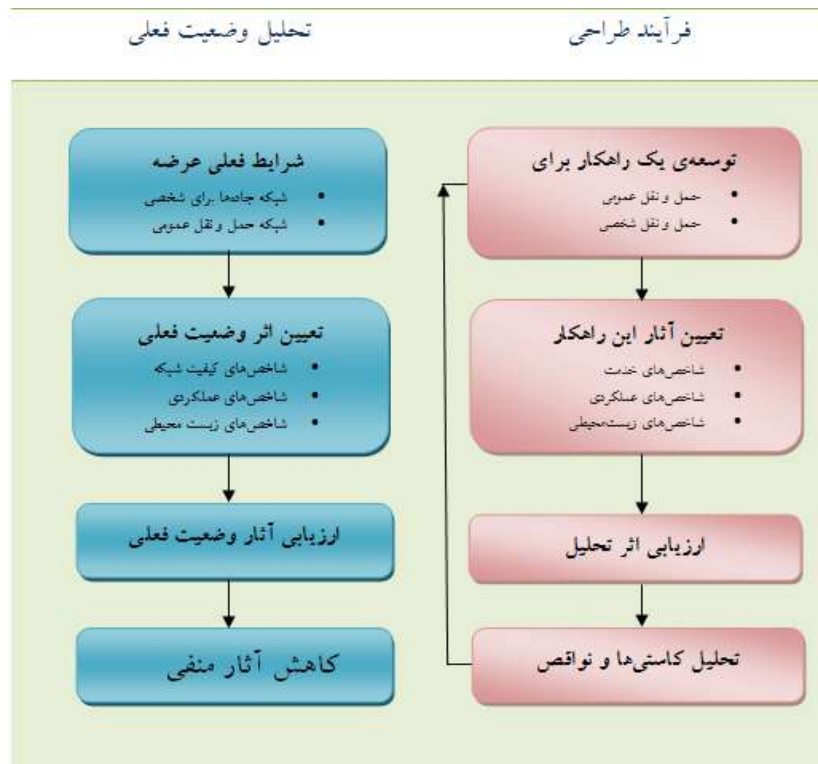 فرآیند طراحی
تحلیل وضعیت فعلی
توسعه‌ی یک راهکار برای
• حمل و نقل عمومی
• حمل و نقل شخصی
تعیین آثار این راهکار
• شاخص‌های خدمت
• شاخص‌های عملکردی
• شاخص‌های زیست‌محیطی
ارزیابی اثر تحلیل
تحلیل کاستی‌ها و نواقص
شرایط فعلی عرضه
• شبکه جاده‌ها برای شخصی
• شبکه حمل و نقل عمومی
تعیین اثر وضعیت فعلی
• شاخص‌های کیفیت شبکه
• شاخص‌های عملکردی
• شاخص‌های زیست محیطی
ارزیابی آثار وضعیت فعلی
کاهش آثار منفی